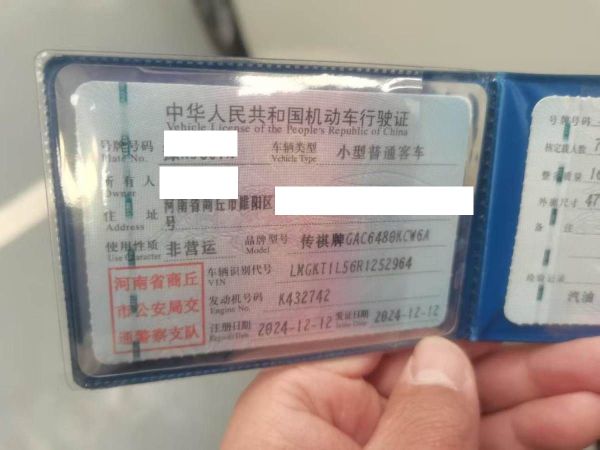 中华人民共和国机动车行驶证
Vehicle License of the People's Republic of China
号牌号码 Plate No.
车辆类型 Vehicle Type 小型普通客车
所有人 Owner
住址 Address 河南省商丘市睢阳区
号
使用性质 Use Character 非营运 品牌型号 Model 传祺牌GAC6480KCW6A
车辆识别代号 VIN LMGKT1L56R1252964
发动机号码 Engine No. K432742
注册日期 Register Date 2024-12-12 发证日期 Issue Date 2024-12-12
河南省商丘
市公安局交
通警察支队
号牌号码
核定载人数 7
整 质量 16
外廓尺寸 47
备 注
检验记录
汽油